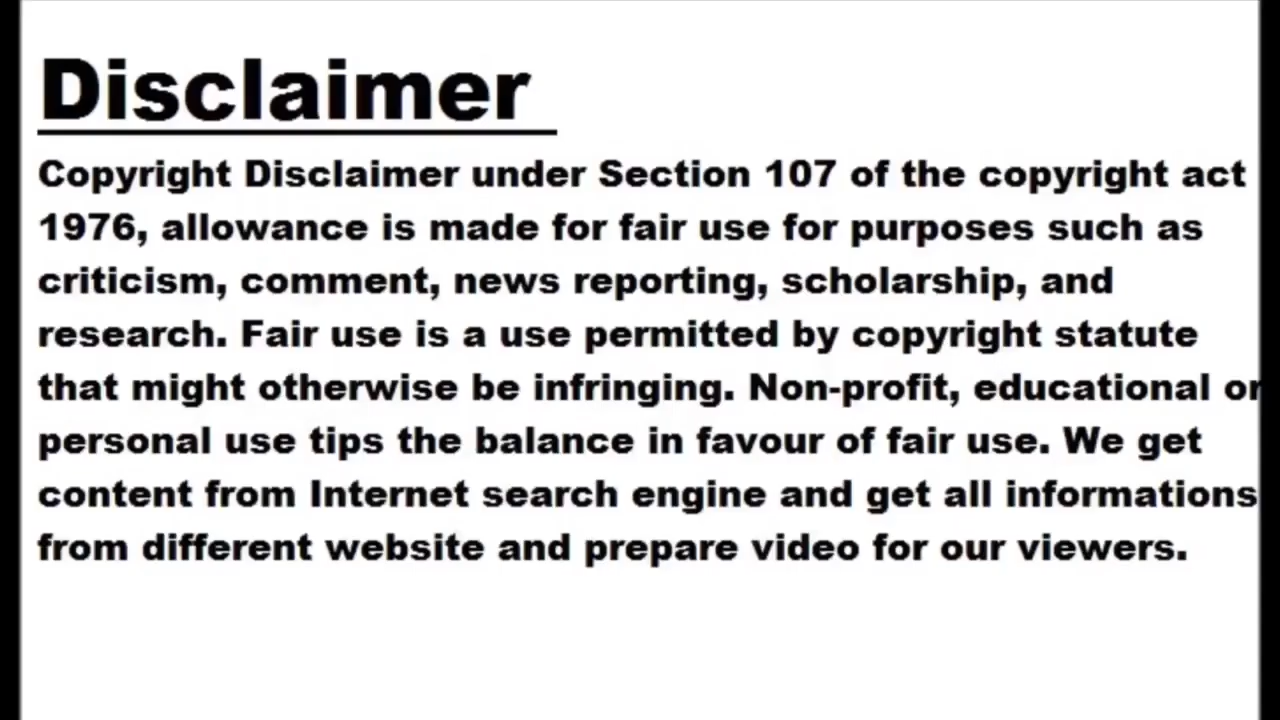 Disclaimer
Copyright Disclaimer under Section 107 of the copyright act
1976, allowance is made for fair use for purposes such as
criticism, comment, news reporting, scholarship, and
research. Fair use is a use permitted by copyright statute
that might otherwise be infringing. Non-profit, educational or
personal use tips the balance in favour of fair use. We get
content from Internet search engine and get all informations
from different website and prepare video for our viewers.